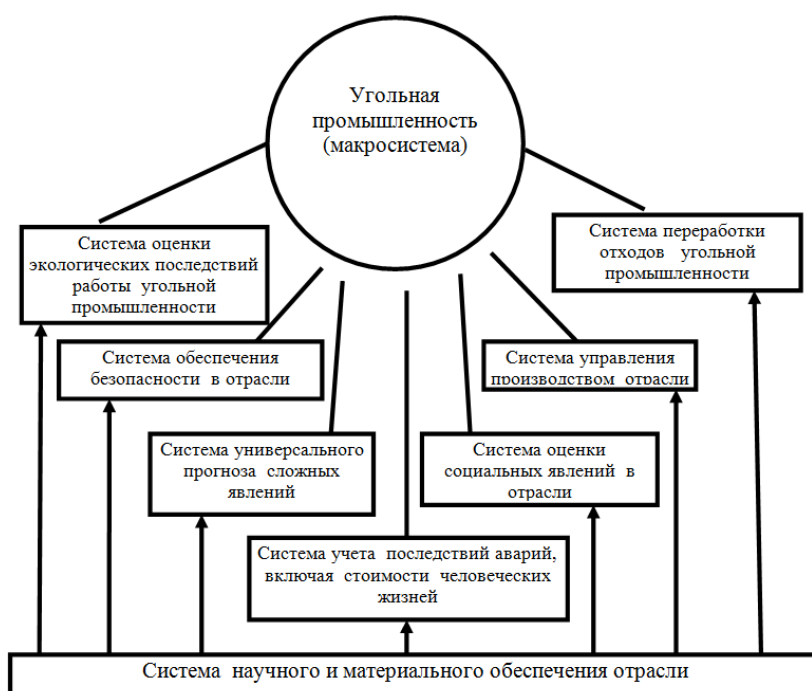 Угольная
промышленность
(макросистема)
Система оценки
экологических последствий
работы угольной
промышленности
Система переработки
отходов угольной
промышленности
Система обеспечения
безопасности в отрасли
Система управления
производством отрасли
Система универсального
прогноза сложных
явлений
Система оценки
социальных явлений в
отрасли
Система учета последствий аварий,
включая стоимости человеческих
жизней
Система научного и материального обеспечения отрасли